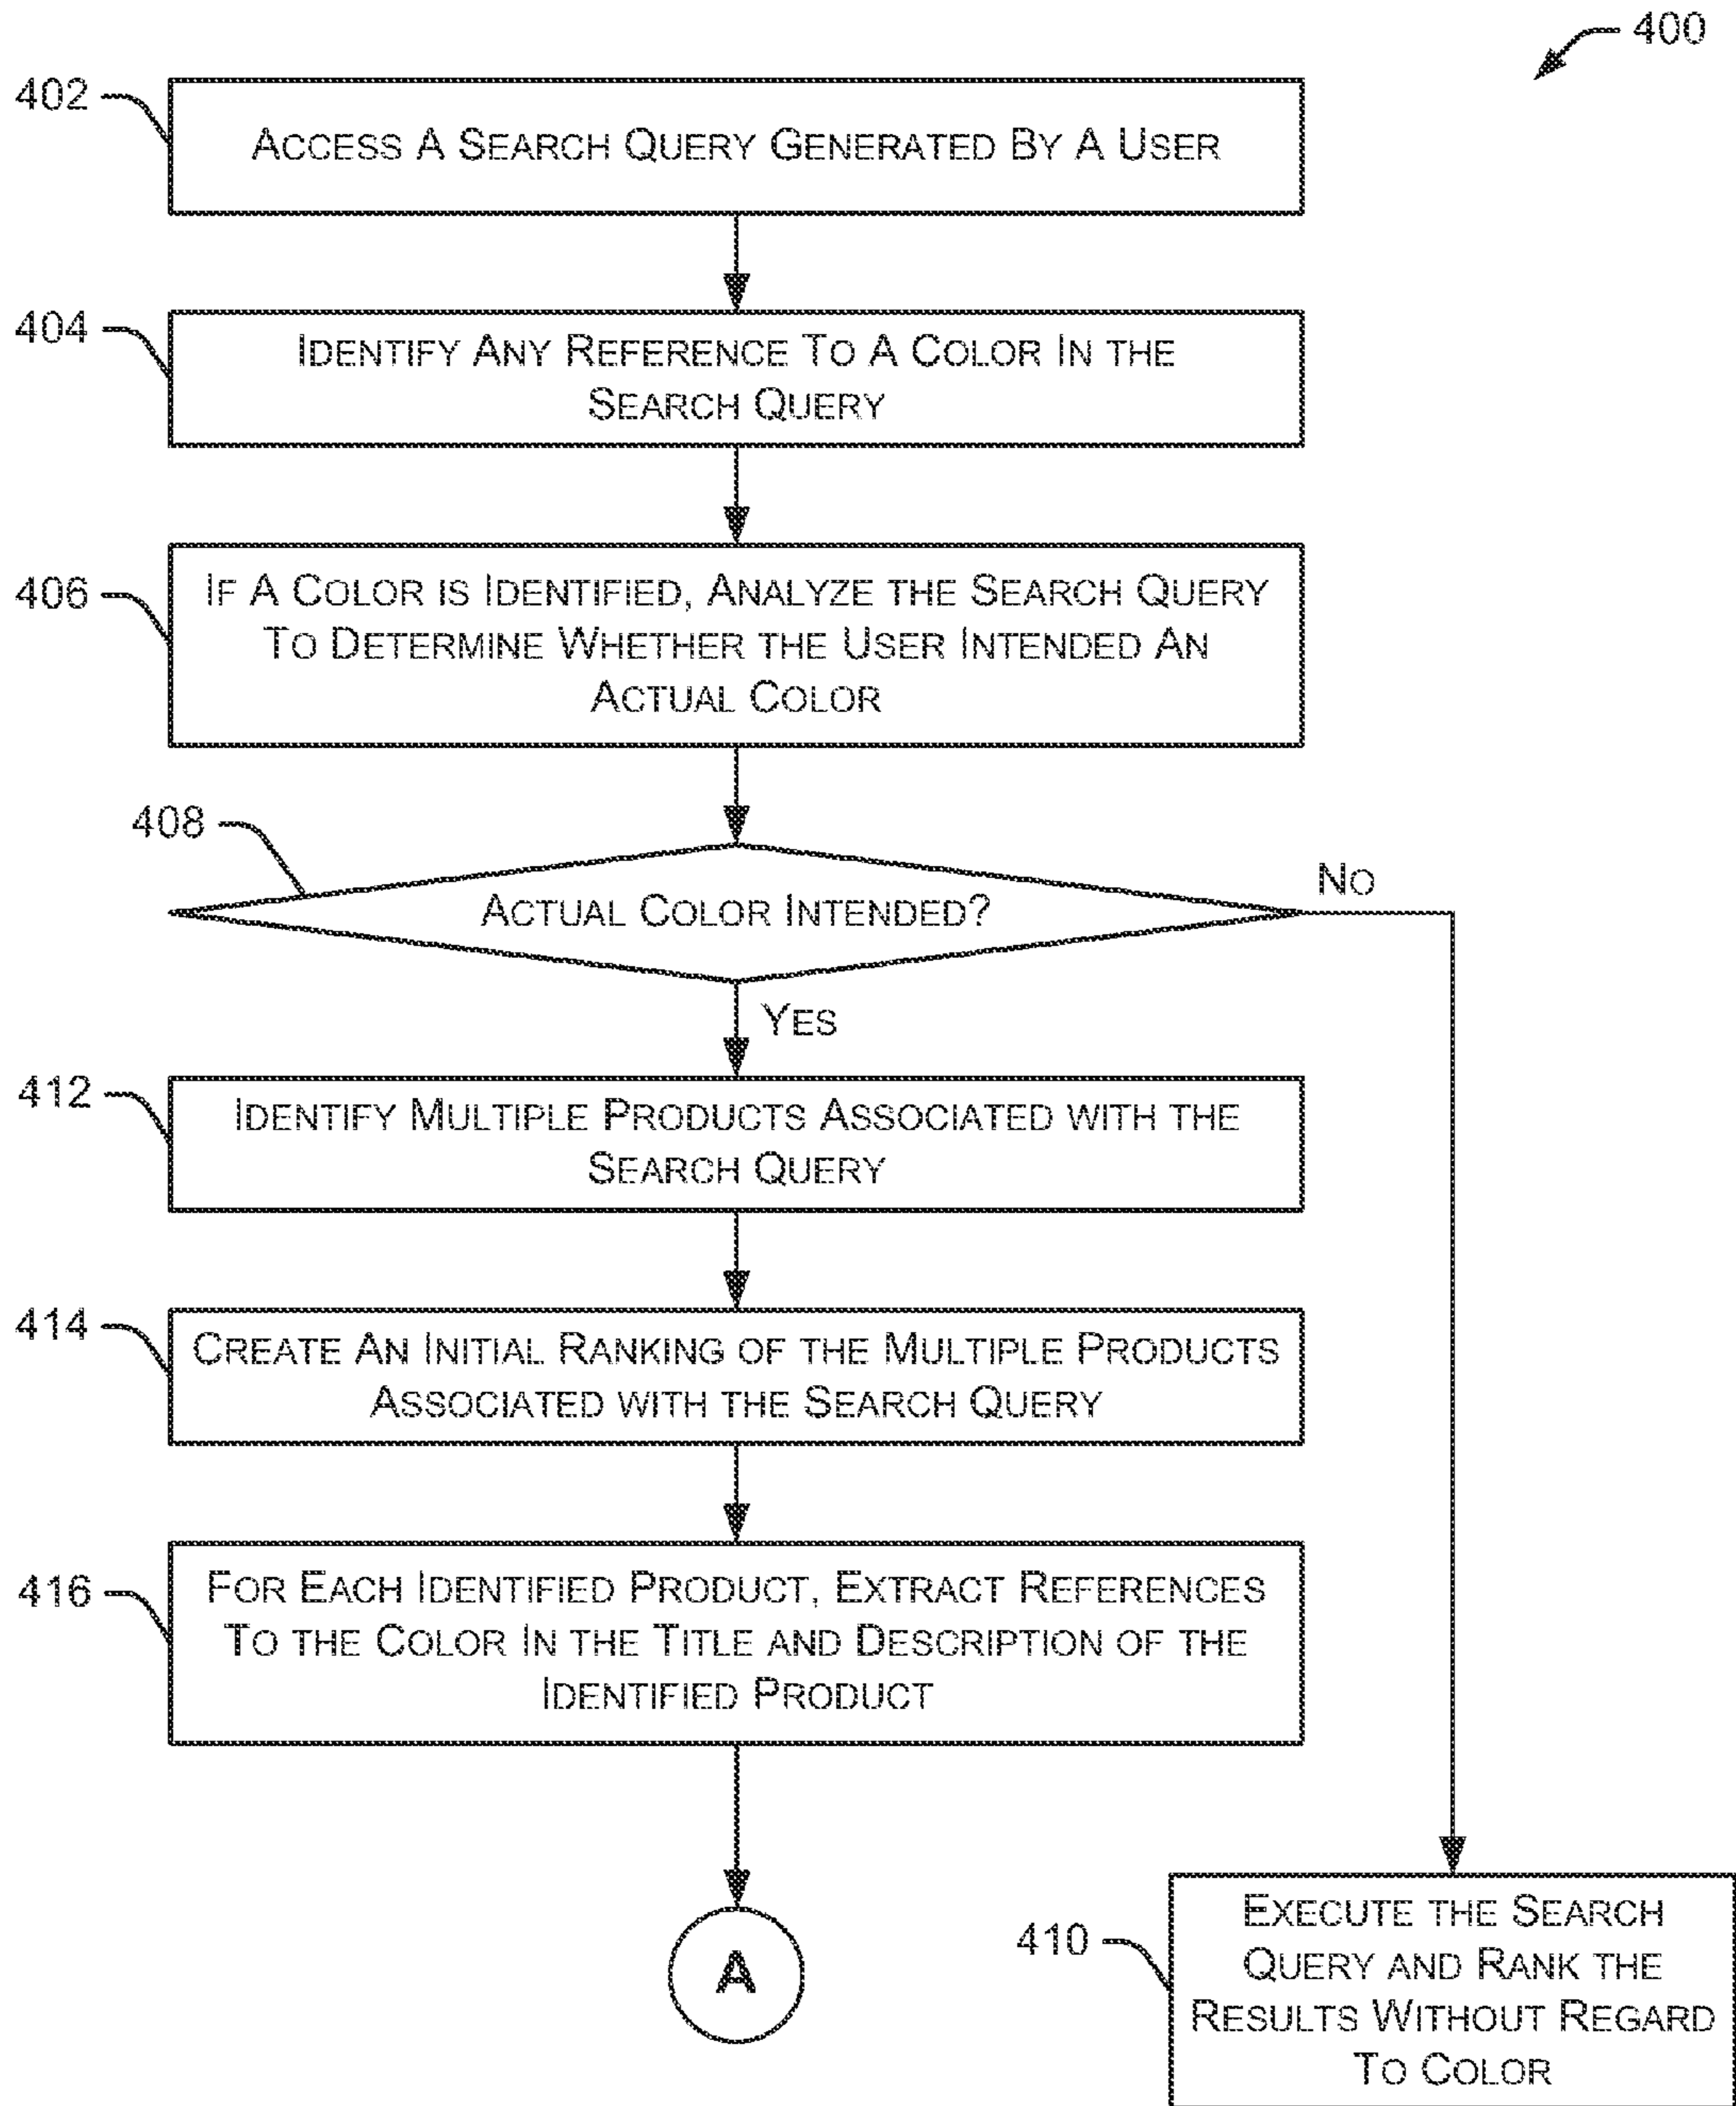 400
402
ACCESS A SEARCH QUERY GENERATED BY A USER
404
IDENTIFY ANY REFERENCE TO A COLOR IN THE
SEARCH QUERY
406
IF A COLOR IS IDENTIFIED, ANALYZE THE SEARCH QUERY
TO DETERMINE WHETHER THE USER INTENDED AN
ACTUAL COLOR
408
ACTUAL COLOR INTENDED?
NO
YES
412
IDENTIFY MULTIPLE PRODUCTS ASSOCIATED WITH THE
SEARCH QUERY
414
CREATE AN INITIAL RANKING OF THE MULTIPLE PRODUCTS
ASSOCIATED WITH THE SEARCH QUERY
416
FOR EACH IDENTIFIED PRODUCT, EXTRACT REFERENCES
TO THE COLOR IN THE TITLE AND DESCRIPTION OF THE
IDENTIFIED PRODUCT
A
410
EXECUTE THE SEARCH
QUERY AND RANK THE
RESULTS WITHOUT REGARD
TO COLOR